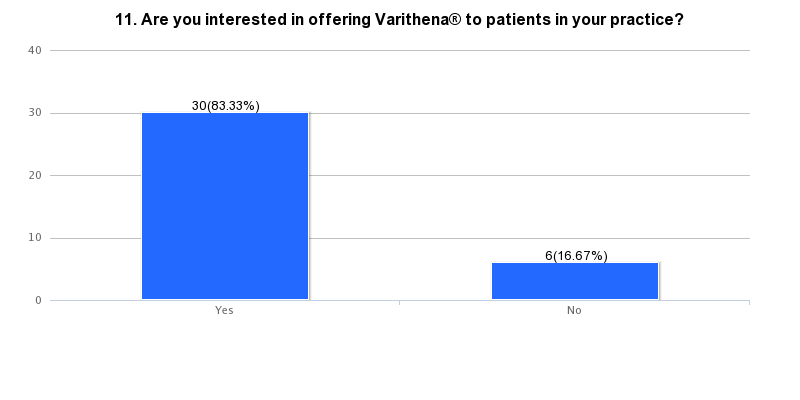 11. Are you interested in offering Varithena® to patients in your practice?
40
30
20
10
0
30(83.33%)
6(16.67%)
Yes
No